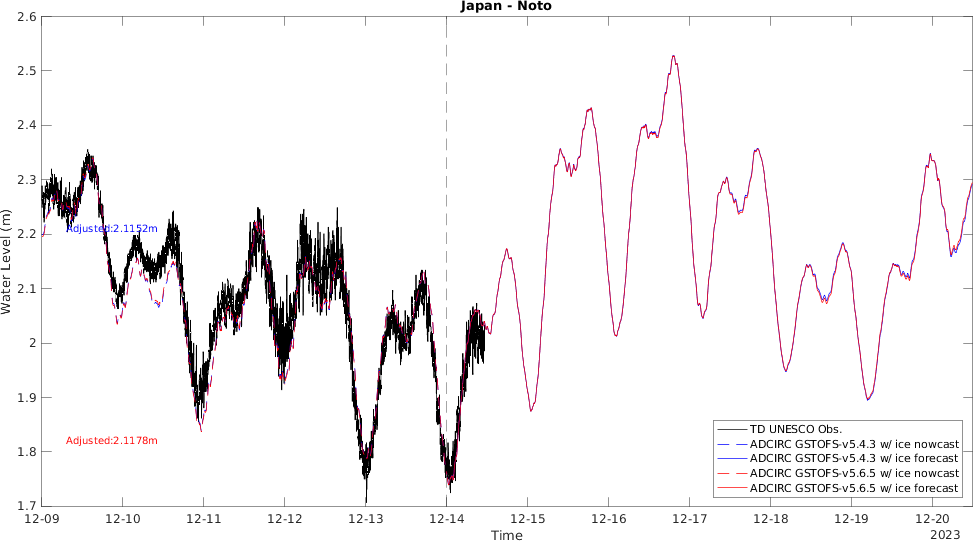 Japan - Noto
Water Level (m)
2.6
2.5
2.4
2.3
2.2
2.1
2
1.9
1.8
1.7
Adjusted:2.1152m
Adjusted:2.1178m
TD UNESCO Obs.
ADCIRC GSTOFS-v5.4.3 w/ ice nowcast
ADCIRC GSTOFS-v5.4.3 w/ ice forecast
ADCIRC GSTOFS-v5.6.5 w/ ice nowcast
ADCIRC GSTOFS-v5.6.5 w/ ice forecast
12-09 12-10 12-11 12-12 12-13 12-14 12-15 12-16 12-17 12-18 12-19 12-20
2023
Time